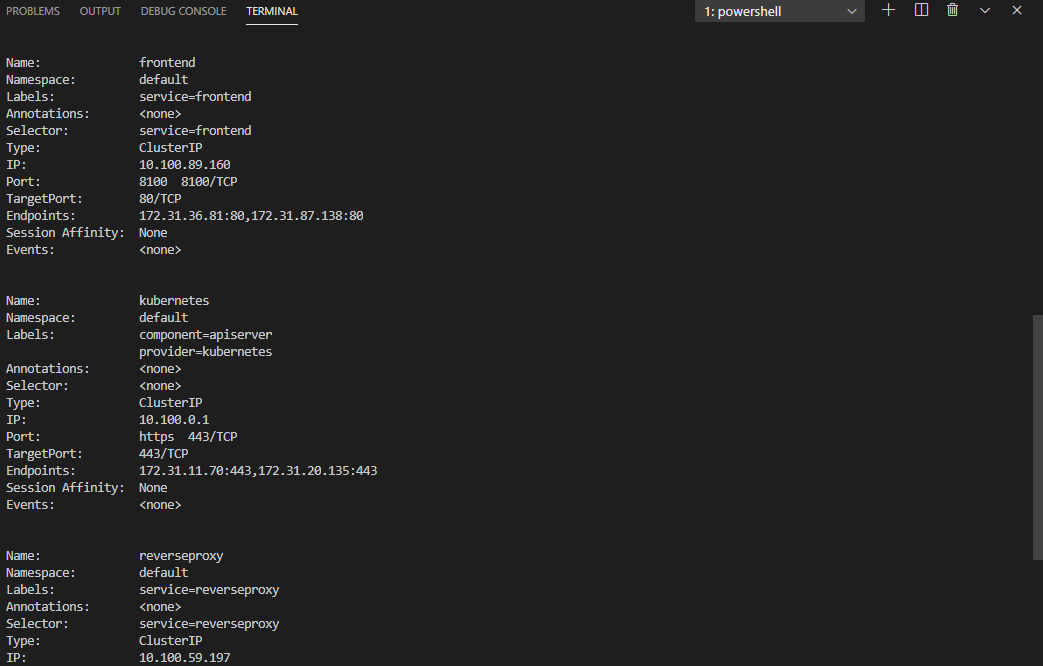 PROBLEMS OUTPUT DEBUG CONSOLE TERMINAL 1: powershell
Name: frontend
Namespace: default
Labels: service=frontend
Annotations: <none>
Selector: service=frontend
Type: ClusterIP
IP: 10.100.89.160
Port: 8100 8100/TCP
TargetPort: 80/TCP
Endpoints: 172.31.36.81:80,172.31.87.138:80
Session Affinity: None
Events: <none>
Name: kubernetes
Namespace: default
Labels: component=apiserver
provider=kubernetes
Annotations: <none>
Selector: <none>
Type: ClusterIP
IP: 10.100.0.1
Port: https 443/TCP
TargetPort: 443/TCP
Endpoints: 172.31.11.70:443,172.31.20.135:443
Session Affinity: None
Events: <none>
Name: reverseproxy
Namespace: default
Labels: service=reverseproxy
Annotations: <none>
Selector: service=reverseproxy
Type: ClusterIP
IP: 10.100.59.197